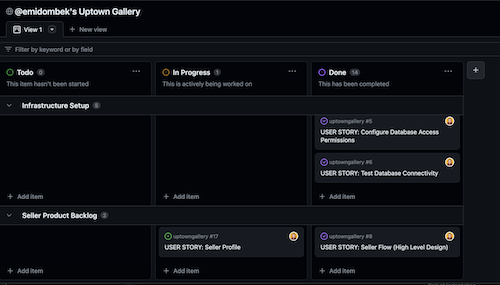 @emidombek's Uptown Gallery
View 1
New view
Filter by keyword or by field
Todo 0
This item hasn't been started
In Progress 1
This is actively being worked on
Done 14
This has been completed
Infrastructure Setup 6
uptowngallery #5
USER STORY: Configure Database Access
Permissions
uptowngallery #6
USER STORY: Test Database Connectivity
Add item
Add item
Add item
Seller Product Backlog 2
uptowngallery #17
USER STORY: Seller Profile
uptowngallery #8
USER STORY: Seller Flow (High Level Design)
Add item
Add item
Add item